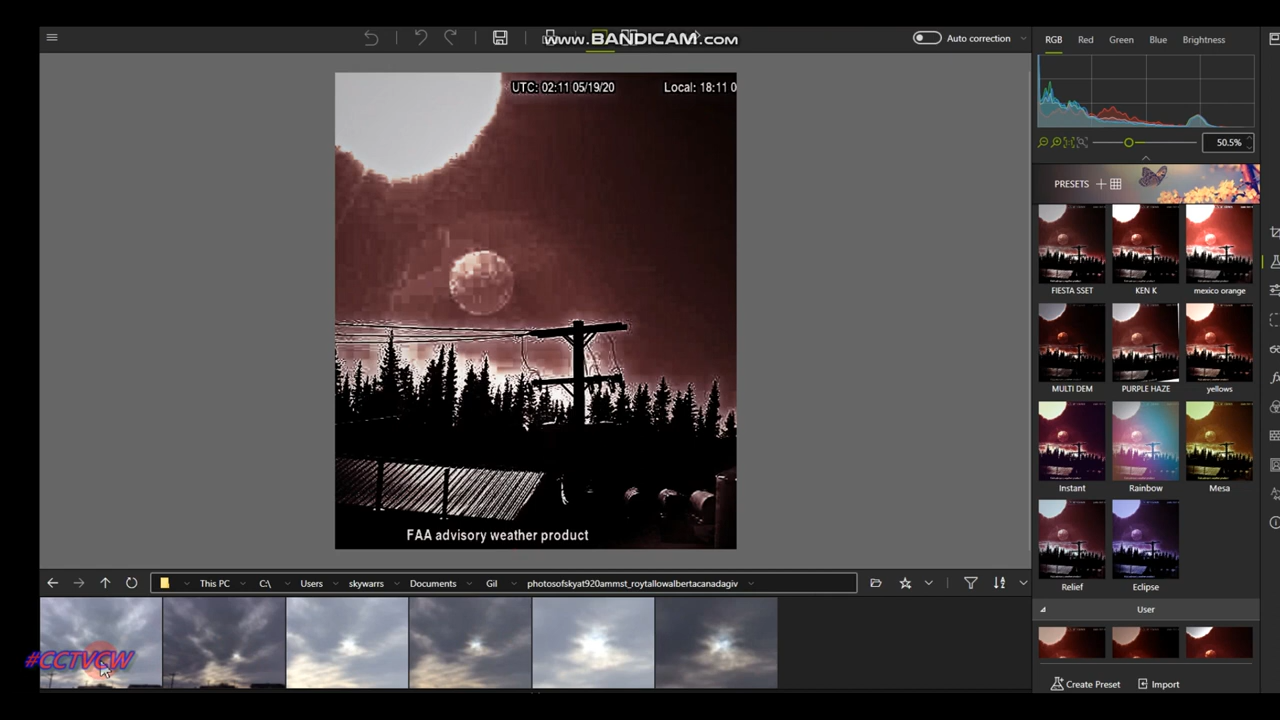 www.BANDICAM.com
Auto correction
RGB
Red
Green
Blue
Brightness
UTC: 02:11 05/19/20
Local: 18:11 0
50.5%
PRESETS
FIESTA SSET
KEN K
mexico orange
MULTI DEM
PURPLE HAZE
yellows
Instant
Rainbow
Mesa
Relief
Eclipse
FAA advisory weather product
This PC
C:\
Users
skywarrs
Documents
Gil
photosofskyat920ammst_roytallowalbertacanadagiv
User
#CCTVCW
Create Preset
Import